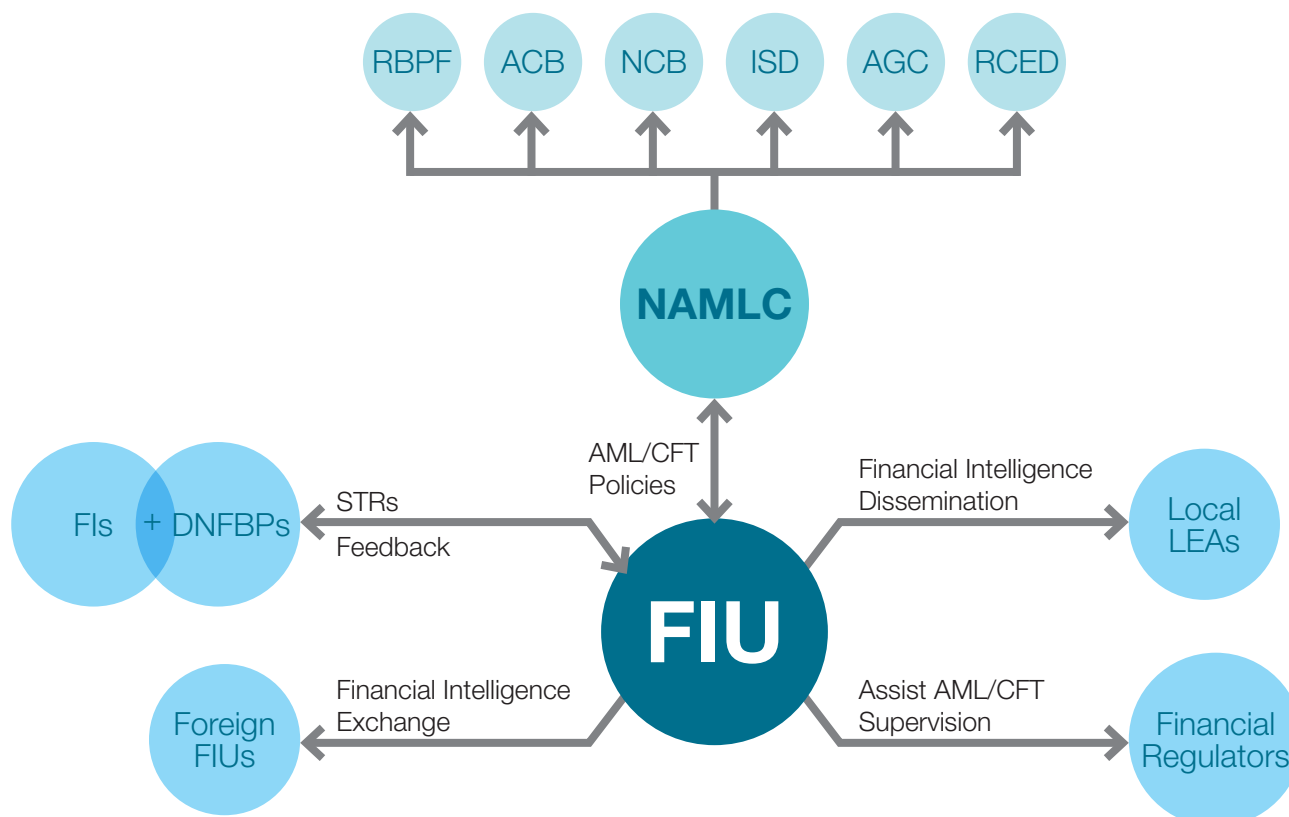 RBPF
ACB
NCB
ISD
AGC
RCED
NAMLC
AML/CFT
Policies
Financial Intelligence
Dissemination
STRs
Feedback
FIs + DNFBPs
Local
LEAs
FIU
Financial Intelligence
Exchange
Foreign
FIUs
Assist AML/CFT
Supervision
Financial
Regulators